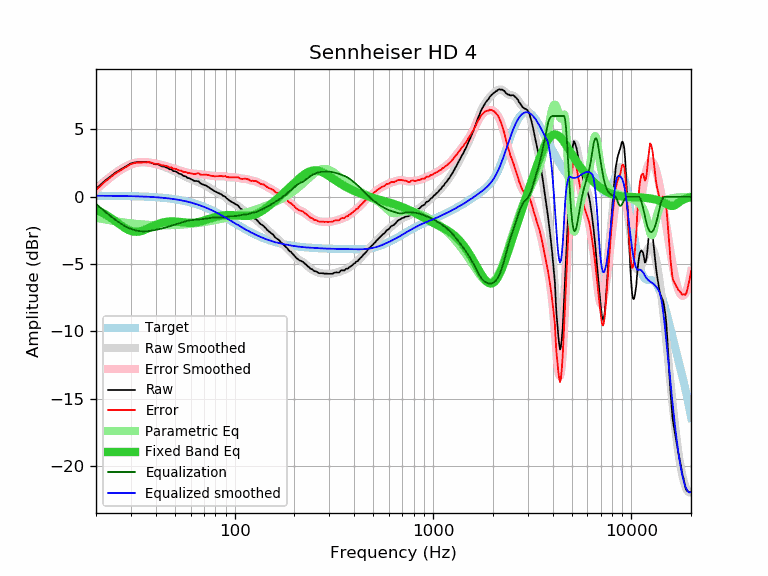 Sennheiser HD 4
Amplitude (dBr)
5
0
−5
−10
−15
−20
Target
Raw Smoothed
Error Smoothed
Raw
Error
Parametric Eq
Fixed Band Eq
Equalization
Equalized smoothed
100
1000
10000
Frequency (Hz)